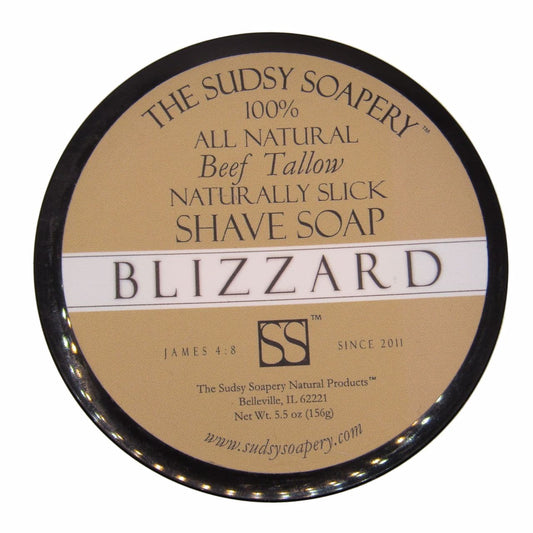 THE SUDSY SOAPERY™
100%
ALL NATURAL
Beef Tallow
NATURALLY SLICK
SHAVE SOAP
BLIZZARD
JAMES 4:8 SS™ SINCE 2011
The Sudsy Soapery Natural Products™
Belleville, IL 62221
Net Wt. 5.5 oz (156g)
www.sudsysoapery.com